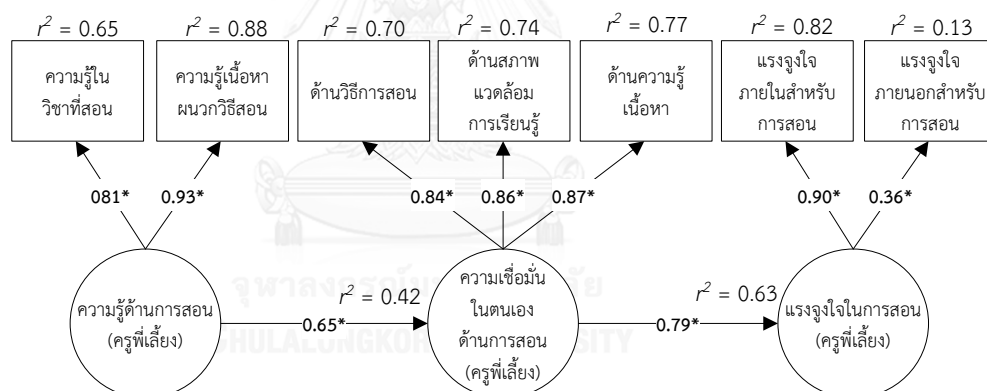 r² = 0.65
r² = 0.88
r² = 0.70
r² = 0.74
r² = 0.77
r² = 0.82
r² = 0.13
ความรู้ใน
วิชาที่สอน
ความรู้เนื้อหา
ผนวกวิธีสอน
ด้านวิธีการสอน
ด้านสภาพ
แวดล้อม
การเรียนรู้
ด้านความรู้
เนื้อหา
แรงจูงใจ
ภายในสำหรับ
การสอน
แรงจูงใจ
ภายนอกสำหรับ
การสอน
081*
0.93*
0.84*
0.86*
0.87*
0.90*
0.36*
ความรู้ด้านการสอน
(ครูพี่เลี้ยง)
r² = 0.42
0.65*
ความเชื่อมั่น
ในตนเอง
ด้านการสอน
(ครูพี่เลี้ยง)
r² = 0.63
0.79*
แรงจูงใจในการสอน
(ครูพี่เลี้ยง)